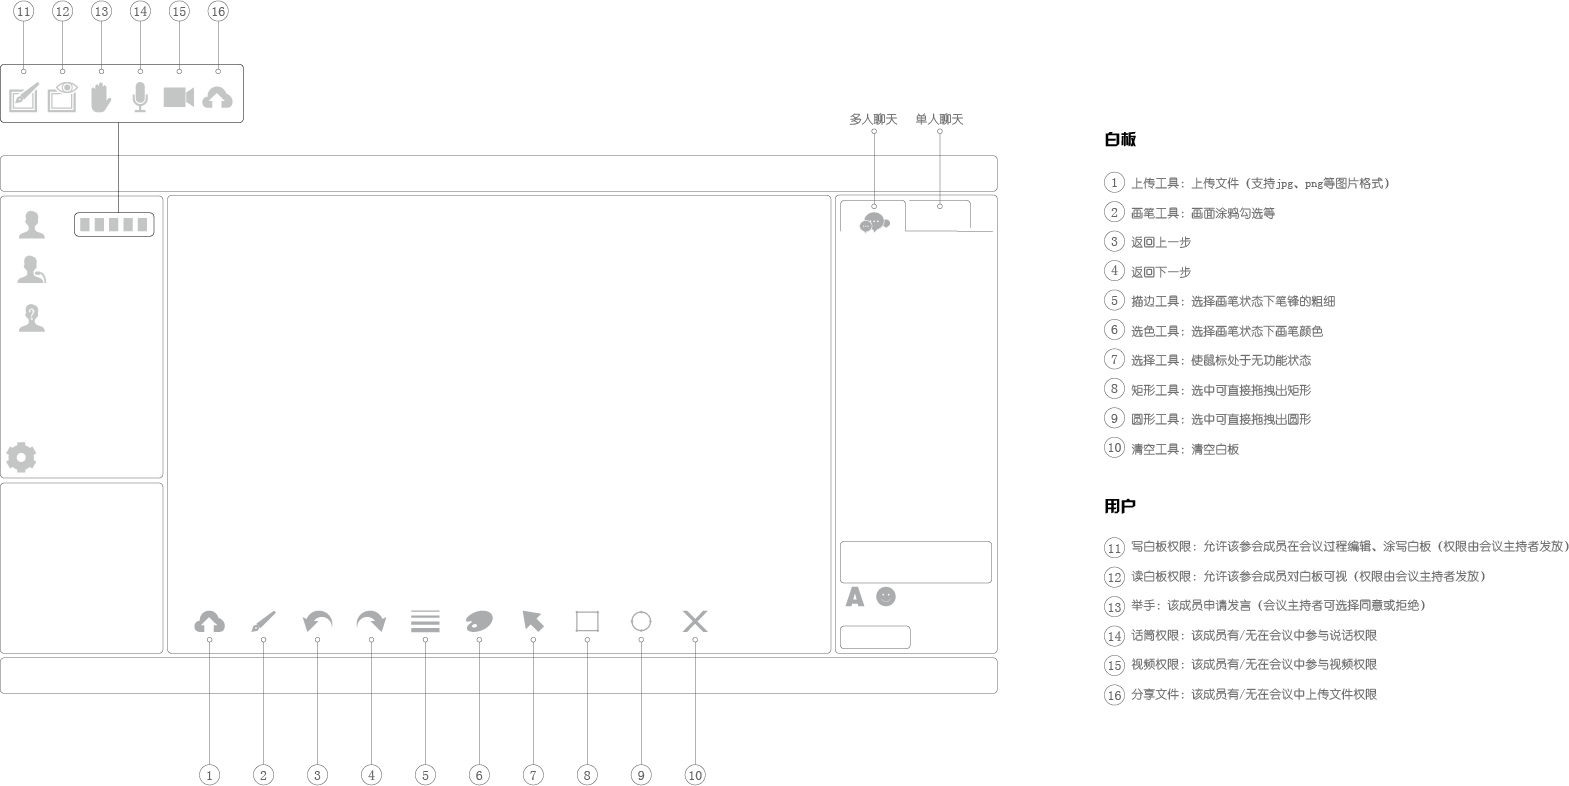 11 12 13 14 15 16
多人聊天 单人聊天
?
A
1 2 3 4 5 6 7 8 9 10
白板
1 上传工具：上传文件（支持jpg、png等图片格式）
2 画笔工具：画面涂鸦勾选等
3 返回上一步
4 返回下一步
5 描边工具：选择画笔状态下笔锋的粗细
6 选色工具：选择画笔状态下画笔颜色
7 选择工具：使鼠标处于无功能状态
8 矩形工具：选中可直接拖拽出矩形
9 圆形工具：选中可直接拖拽出圆形
10 清空工具：清空白板
用户
11 写白板权限：允许该参会成员在会议过程编辑、涂写白板（权限由会议主持者发放）
12 读白板权限：允许该参会成员对白板可视（权限由会议主持者发放）
13 举手：该成员申请发言（会议主持者可选择同意或拒绝）
14 话筒权限：该成员有/无在会议中参与说话权限
15 视频权限：该成员有/无在会议中参与视频权限
16 分享文件：该成员有/无在会议中上传文件权限